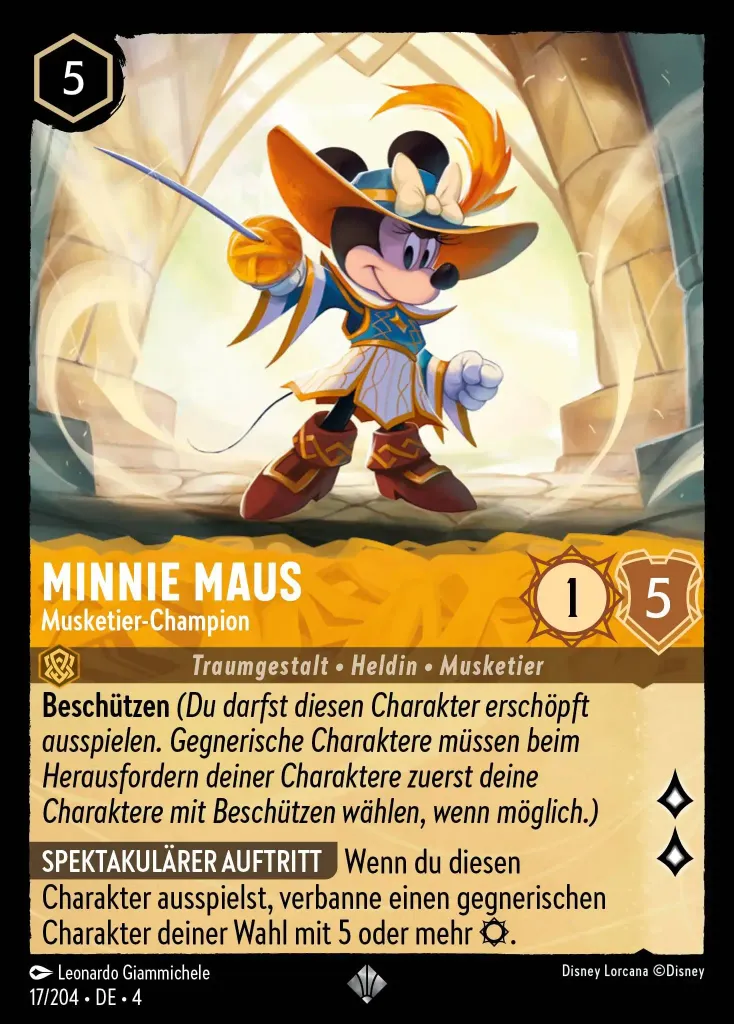 5
MINNIE MAUS
Musketier-Champion
1
5
Traumgestalt • Heldin • Musketier
Beschützen (Du darfst diesen Charakter erschöpft
ausspielen. Gegnerische Charaktere müssen beim
Herausfordern deiner Charaktere zuerst deine
Charaktere mit Beschützen wählen, wenn möglich.)
SPEKTAKULÄRER AUFTRITT Wenn du diesen
Charakter ausspielst, verbanne einen gegnerischen
Charakter deiner Wahl mit 5 oder mehr .
Leonardo Giammichele
Disney Lorcana ©Disney
17/204 • DE • 4